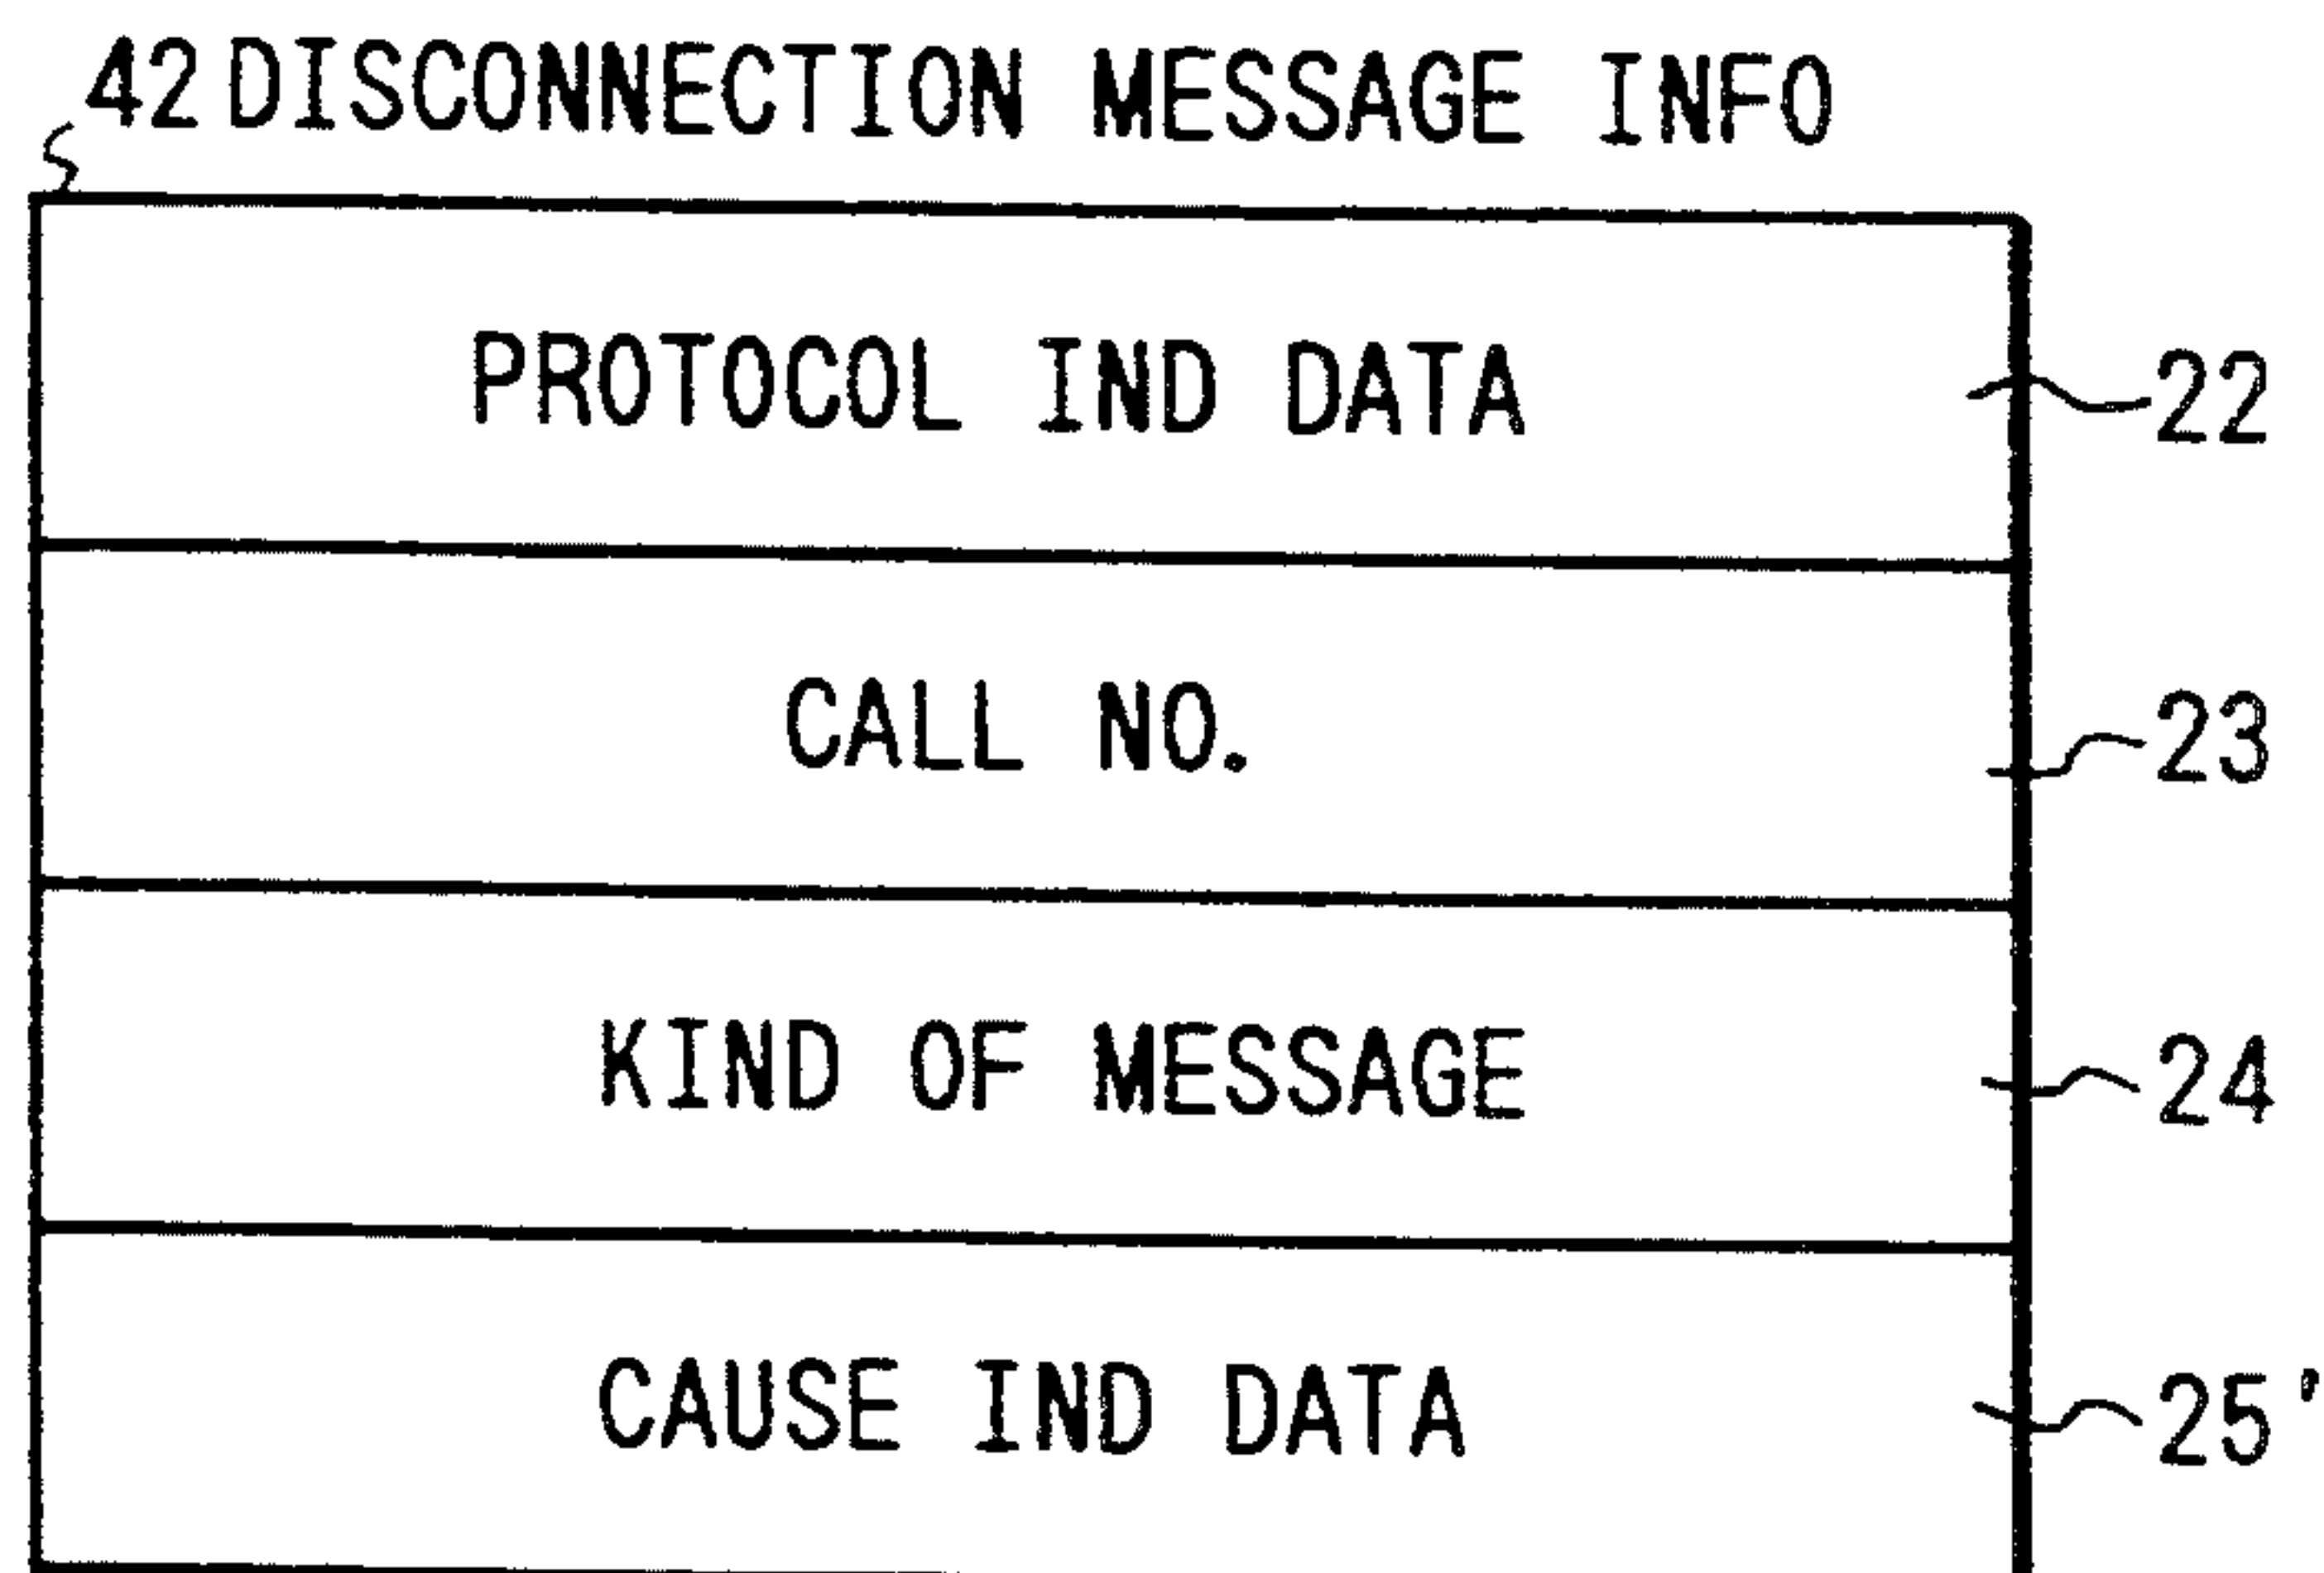 42 DISCONNECTION MESSAGE INFO
PROTOCOL IND DATA 22
CALL NO. 23
KIND OF MESSAGE 24
CAUSE IND DATA 25'